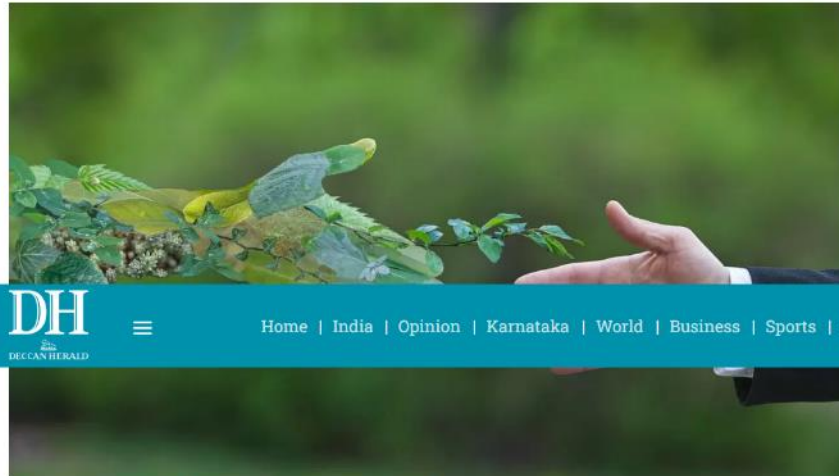 DH
DECCAN HERALD
Home | India | Opinion | Karnataka | World | Business | Sports |